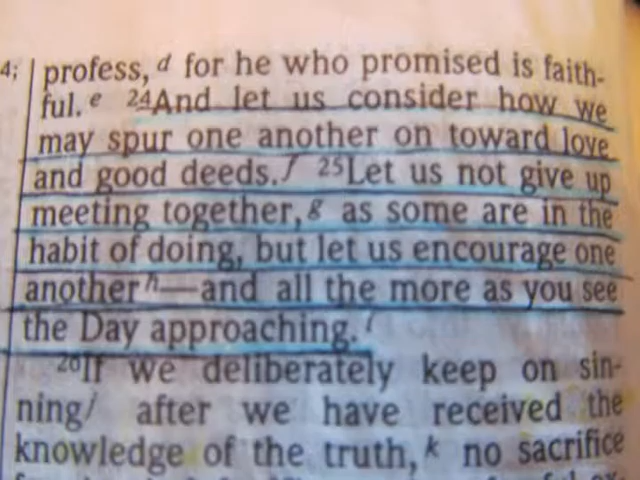 4; profess, d for he who promised is faith-
ful. e 24And let us consider how we
may spur one another on toward love
and good deeds. f 25Let us not give up
meeting together, g as some are in the
habit of doing, but let us encourage one
another h—and all the more as you see
the Day approaching. i
26If we deliberately keep on sin-
ning j after we have received the
knowledge of the truth, k no sacrifice